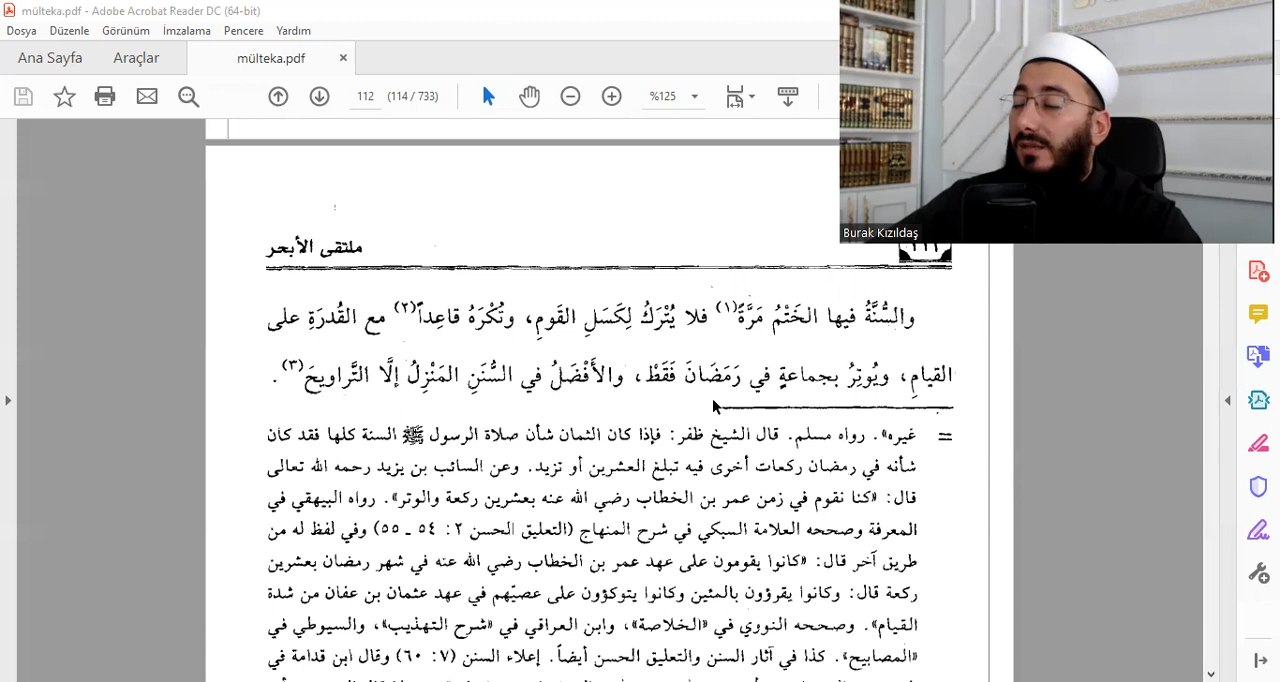 mülteka.pdf - Adobe Acrobat Reader DC (64-bit)
Dosya Düzenle Görünüm İmzalama Pencere Yardım
Ana Sayfa Araçlar mülteka.pdf ×
112 (114 / 733) %125
Burak Kızıldaş
ملتقى الأبحر
والسُّنَّةُ فيها الخَتْمُ مَرَّةً(١) فلا يُتْرَكُ لِكَسَلِ القَومِ، وتُكْرَهُ قاعِداً(٢) مع القُدرَةِ على
القيامِ، ويُوتِرُ بجماعةٍ في رَمَضَانَ فَقَطْ، والأَفْضَلُ في السُّنَنِ المَنْزِلُ إلَّا التَّراويحَ(٣).
= غيره». رواه مسلم. قال الشيخ ظفر: فإذا كان الثمان شأن صلاة الرسول ﷺ السنة كلها فقد كان
شأنه في رمضان ركعات أخرى فيه تبلغ العشرين أو تزيد. وعن السائب بن يزيد رحمه الله تعالى
قال: «كنا نقوم في زمن عمر بن الخطاب رضي الله عنه بعشرين ركعة والوتر». رواه البيهقي في
المعرفة وصححه العلامة السبكي في شرح المنهاج (التعليق الحسن ٢: ٥٤ ـ ٥٥) وفي لفظ له من
طريق آخر قال: «كانوا يقومون على عهد عمر بن الخطاب رضي الله عنه في شهر رمضان بعشرين
ركعة قال: وكانوا يقرؤون بالمئين وكانوا يتوكؤون على عصيّهم في عهد عثمان بن عفان من شدة
القيام». وصححه النووي في «الخلاصة»، وابن العراقي في «شرح التهذيب»، والسيوطي في
«المصابيح». كذا في آثار السنن والتعليق الحسن أيضاً. إعلاء السنن (٧: ٦٠) وقال ابن قدامة في